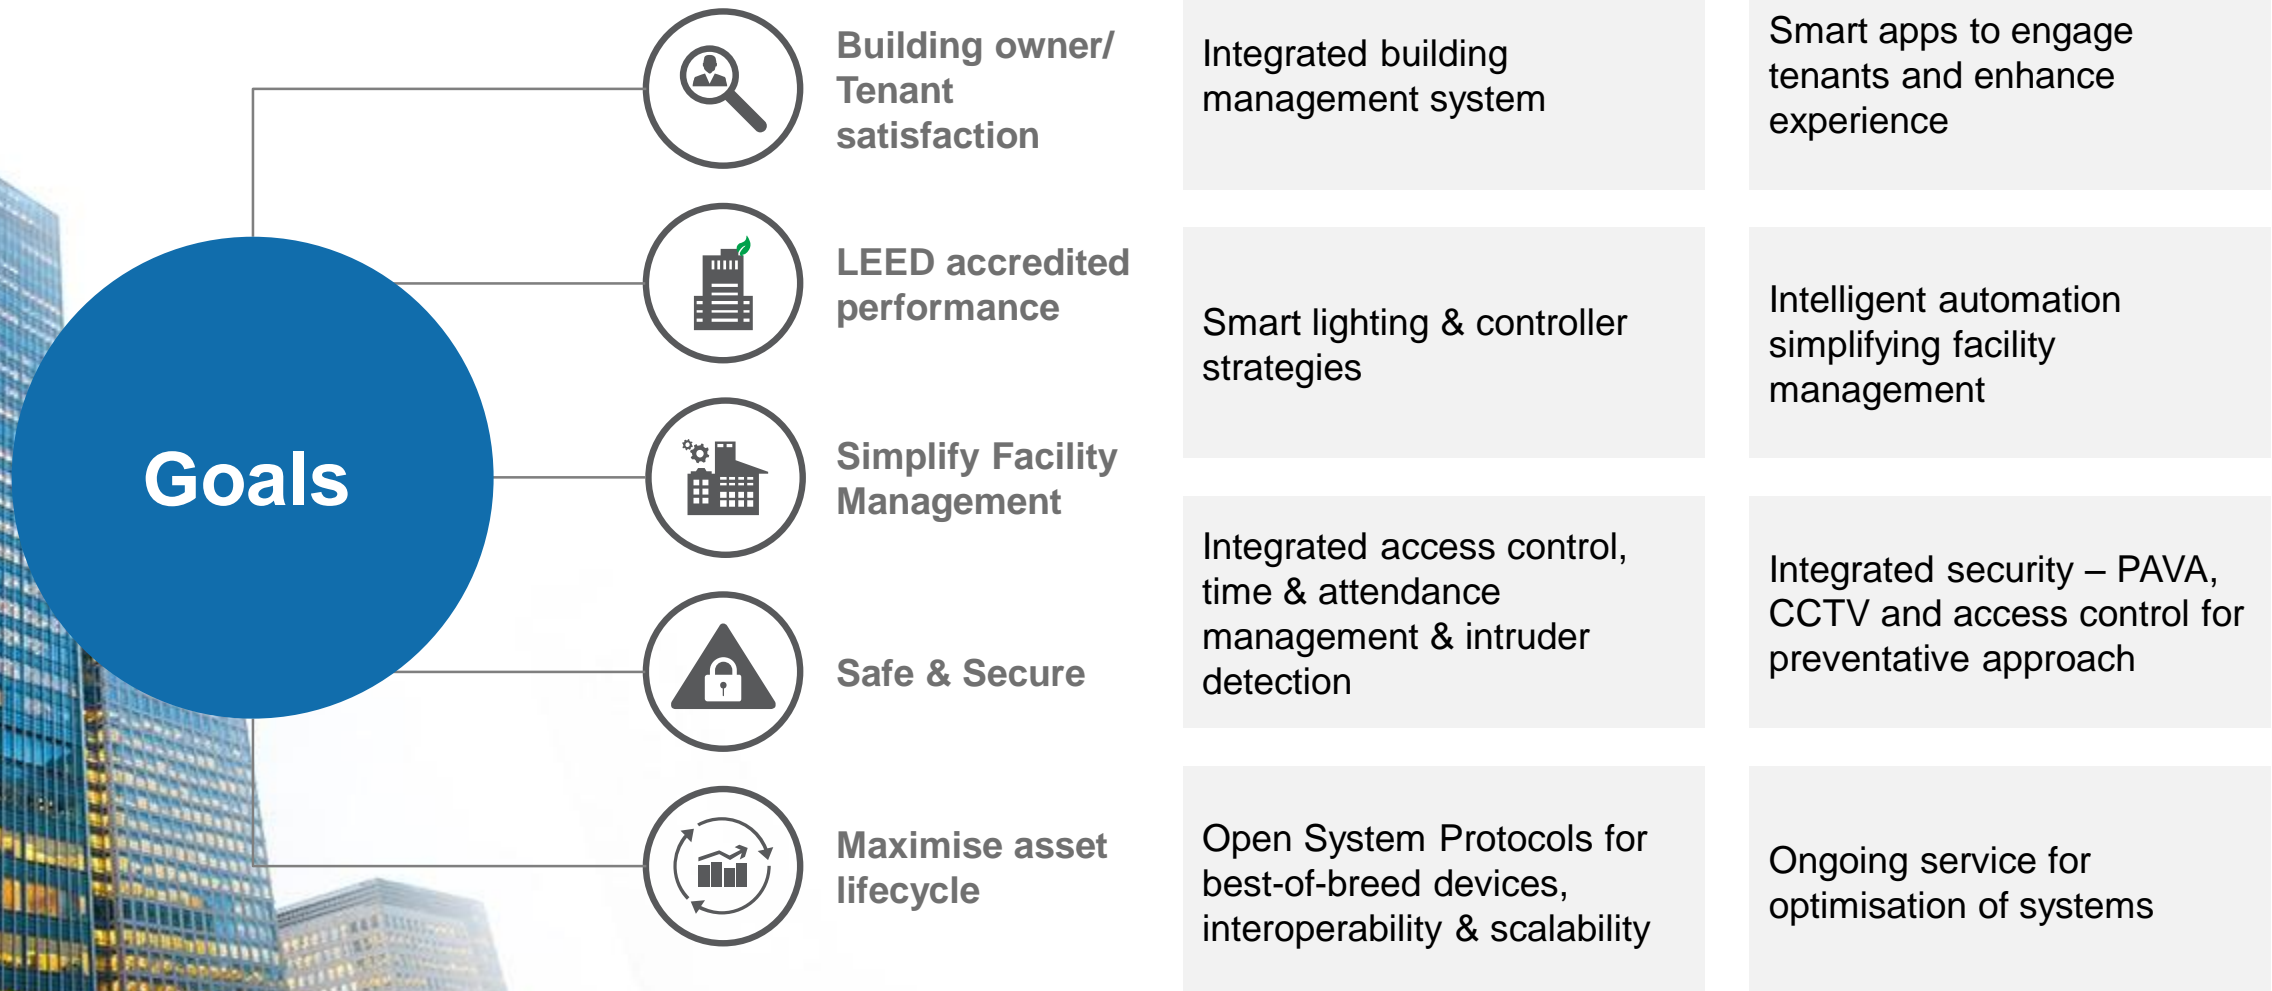 Goals
Building owner/
Tenant
satisfaction
LEED accredited
performance
Simplify Facility
Management
Safe & Secure
Maximise asset
lifecycle
Integrated building
management system
Smart apps to engage
tenants and enhance
experience
Smart lighting & controller
strategies
Intelligent automation
simplifying facility
management
Integrated access control,
time & attendance
management & intruder
detection
Integrated security – PAVA,
CCTV and access control for
preventative approach
Open System Protocols for
best-of-breed devices,
interoperability & scalability
Ongoing service for
optimisation of systems